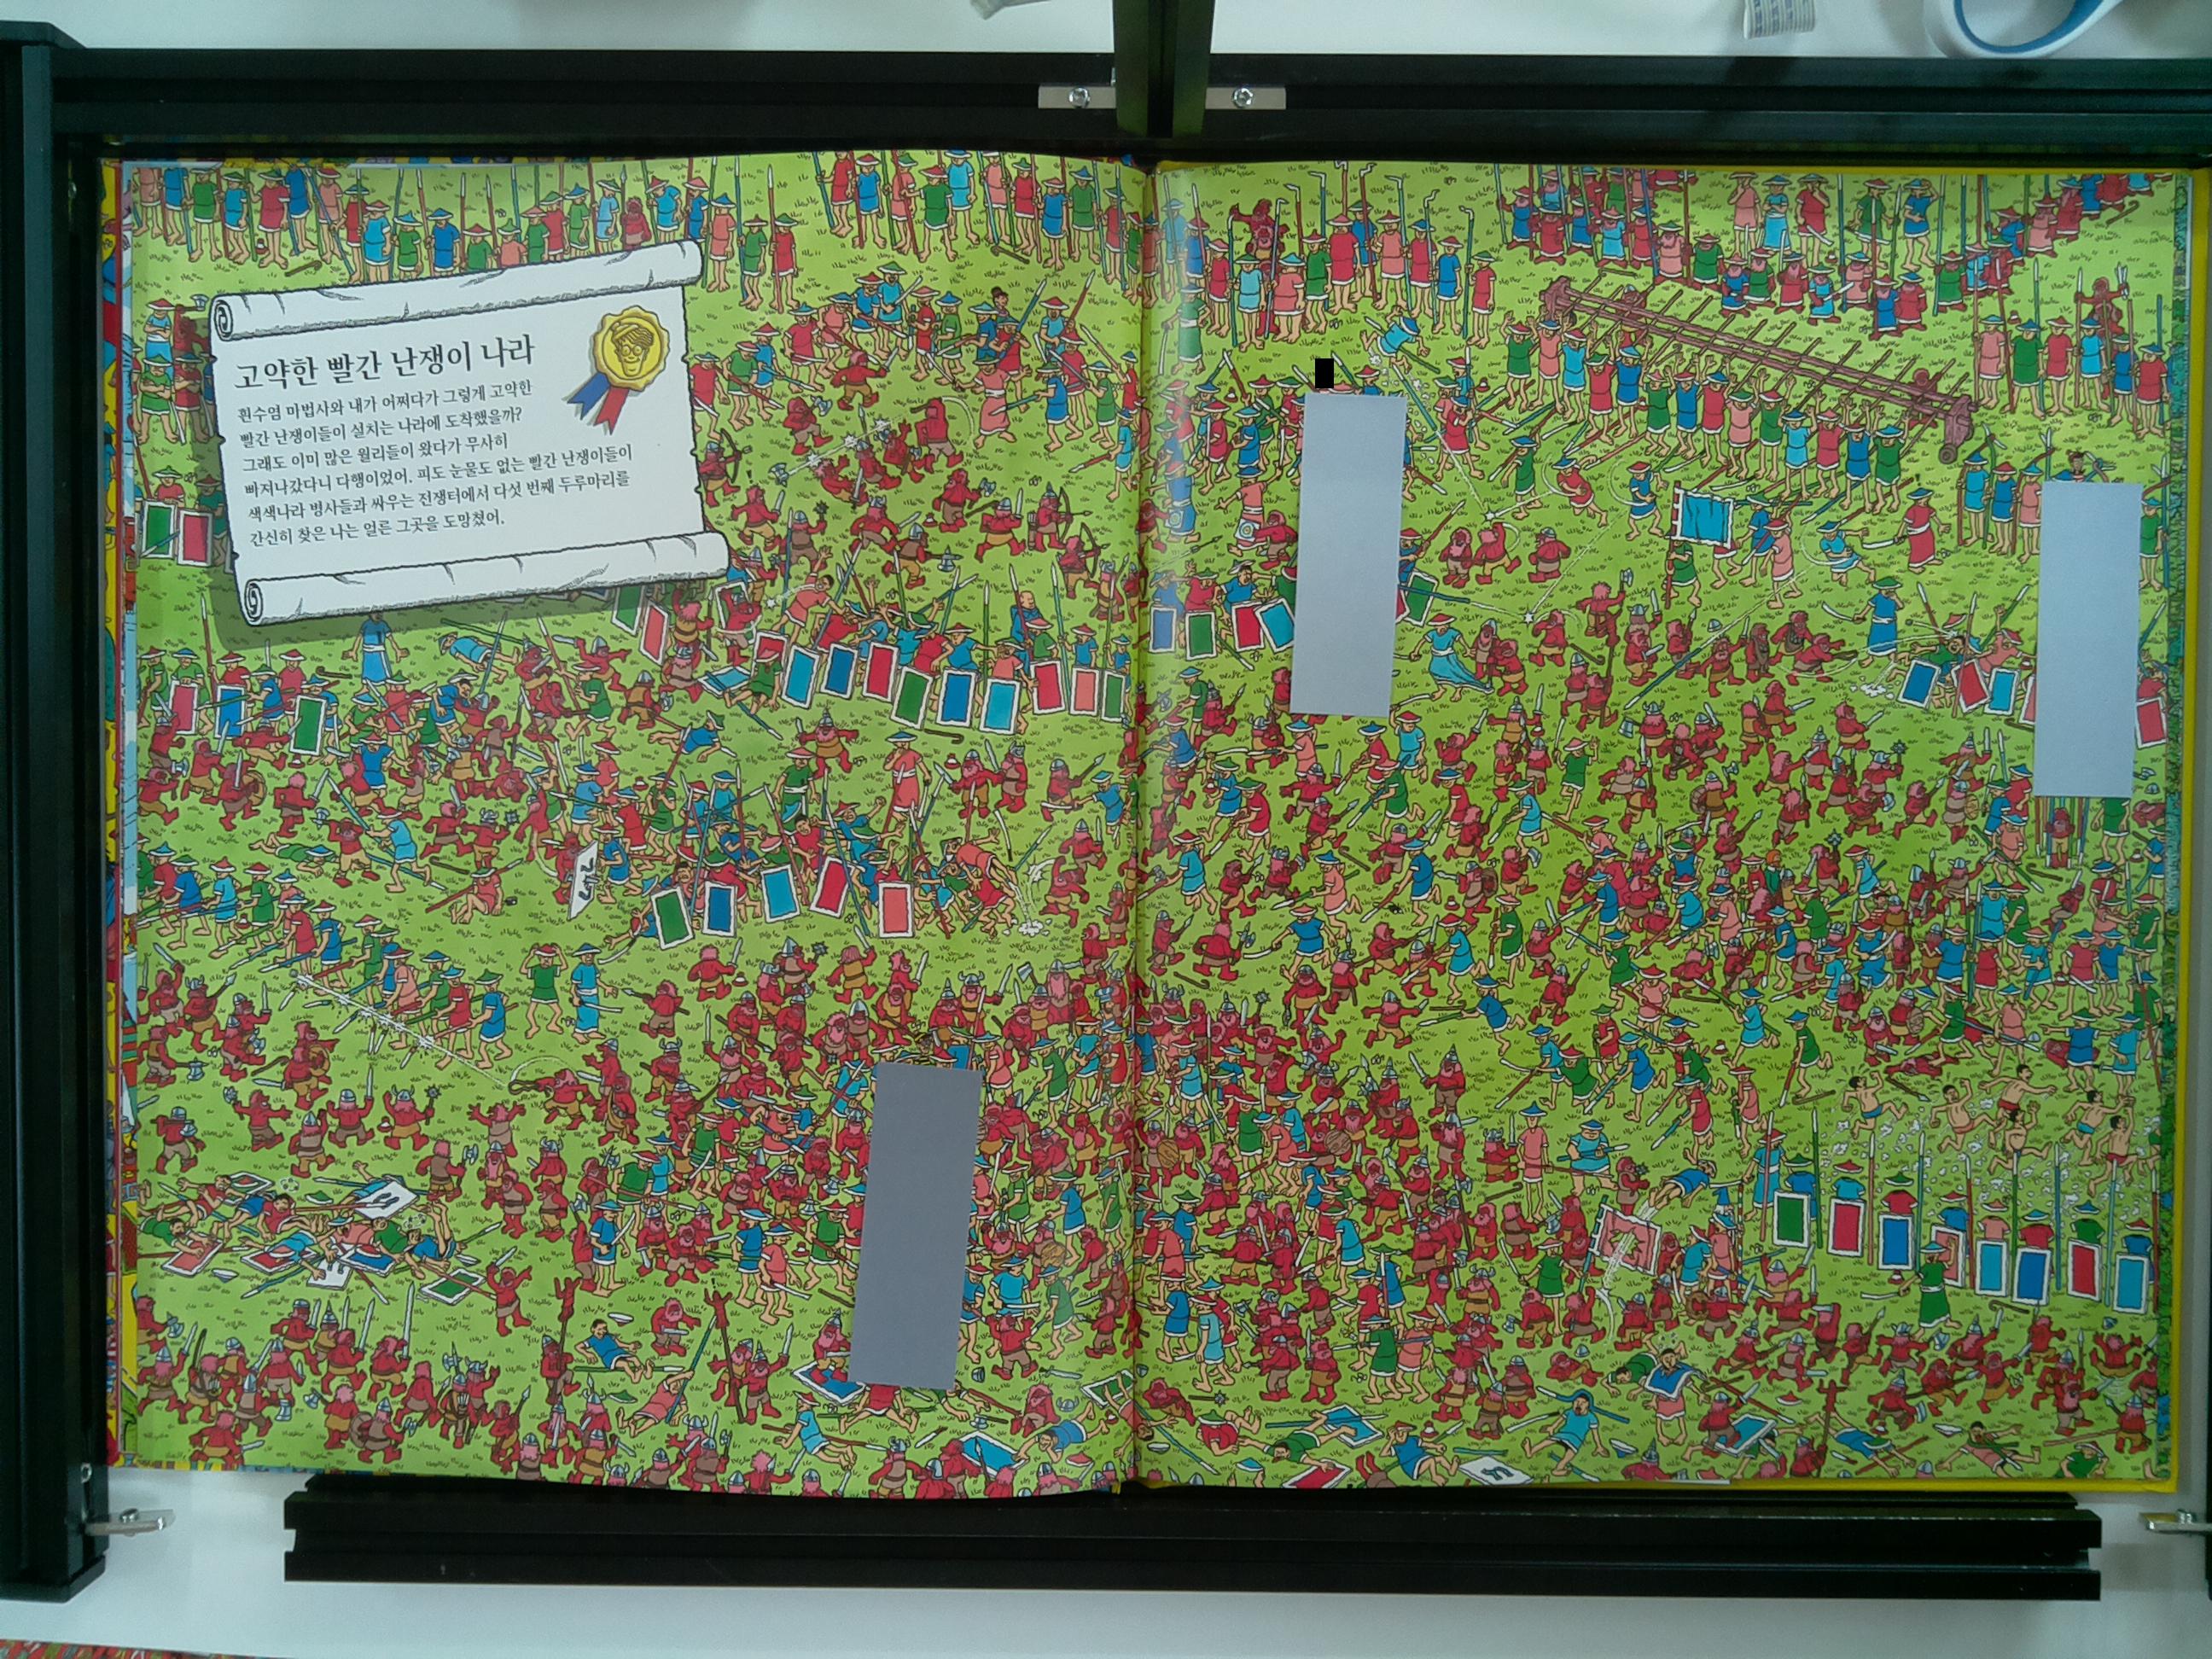 고약한 빨간 난쟁이 나라
흰수염 마법사와 내가 어쩌다가 그렇게 고약한
빨간 난쟁이들이 설치는 나라에 도착했을까?
그래도 이미 많은 월리들이 왔다가 무사히
빠져나갔다니 다행이었어. 피도 눈물도 없는 빨간 난쟁이들이
색색나라 병사들과 싸우는 전쟁터에서 다섯 번째 두루마리를
간신히 찾은 나는 얼른 그곳을 도망쳤어.